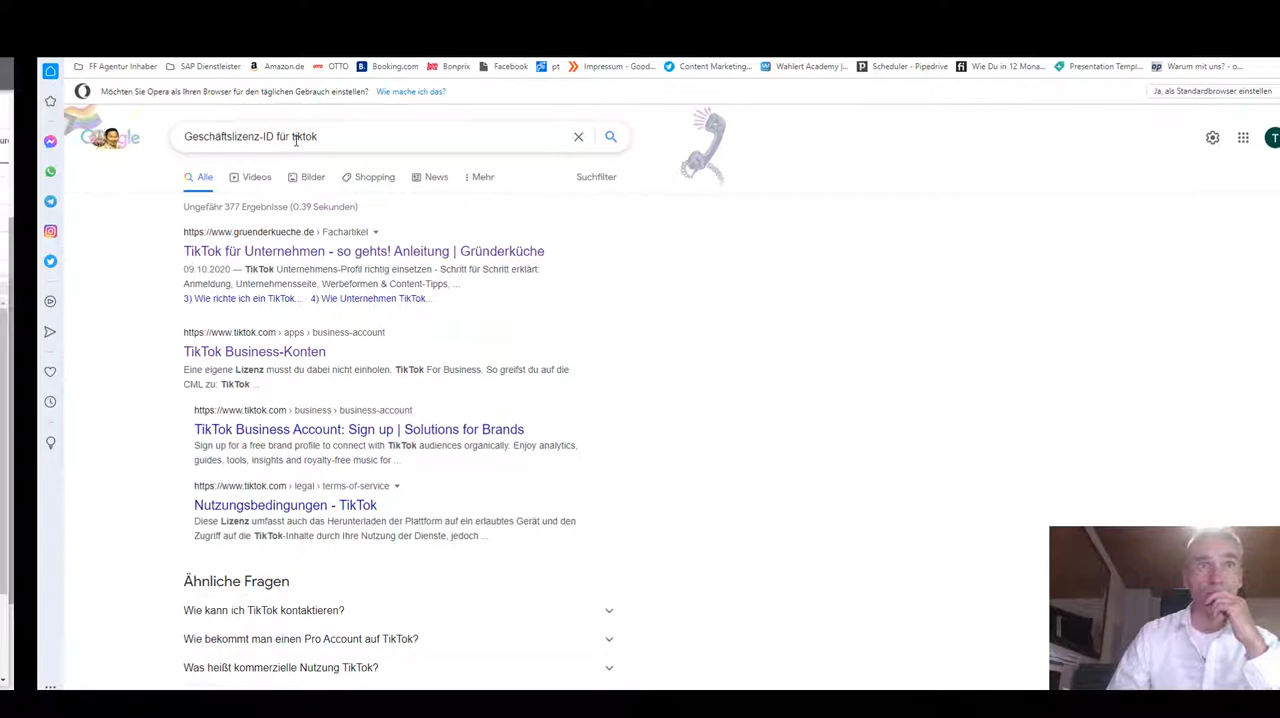 FF Agentur Inhaber SAP Dienstleister Amazon.de OTTO Booking.com Bonprix Facebook pt Impressum - Good... Content Marketing... Wahlert Academy |... Scheduler - Pipedrive Wie Du in 12 Mona... Presentation Templ... Warum mit uns? - o...
Möchten Sie Opera als Ihren Browser für den täglichen Gebrauch einstellen? Wie mache ich das? Ja, als Standardbrowser einstellen
Geschäftslizenz-ID für tiktok
T
Alle Videos Bilder Shopping News Mehr Suchfilter
Ungefähr 377 Ergebnisse (0.39 Sekunden)
https://www.gruenderkueche.de › Fachartikel
TikTok für Unternehmen - so gehts! Anleitung | Gründerküche
09.10.2020 — TikTok Unternehmens-Profil richtig einsetzen - Schritt für Schritt erklärt:
Anmeldung, Unternehmensseite, Werbeformen & Content-Tipps, ...
3) Wie richte ich ein TikTok... 4) Wie Unternehmen TikTok...
https://www.tiktok.com › apps › business-account
TikTok Business-Konten
Eine eigene Lizenz musst du dabei nicht einholen. TikTok For Business. So greifst du auf die
CML zu: TikTok ...
https://www.tiktok.com › business › business-account
TikTok Business Account: Sign up | Solutions for Brands
Sign up for a free brand profile to connect with TikTok audiences organically. Enjoy analytics,
guides, tools, insights and royalty-free music for ...
https://www.tiktok.com › legal › terms-of-service
Nutzungsbedingungen - TikTok
Diese Lizenz umfasst auch das Herunterladen der Plattform auf ein erlaubtes Gerät und den
Zugriff auf die TikTok-Inhalte durch Ihre Nutzung der Dienste, jedoch ...
Ähnliche Fragen
Wie kann ich TikTok kontaktieren?
Wie bekommt man einen Pro Account auf TikTok?
Was heißt kommerzielle Nutzung TikTok?